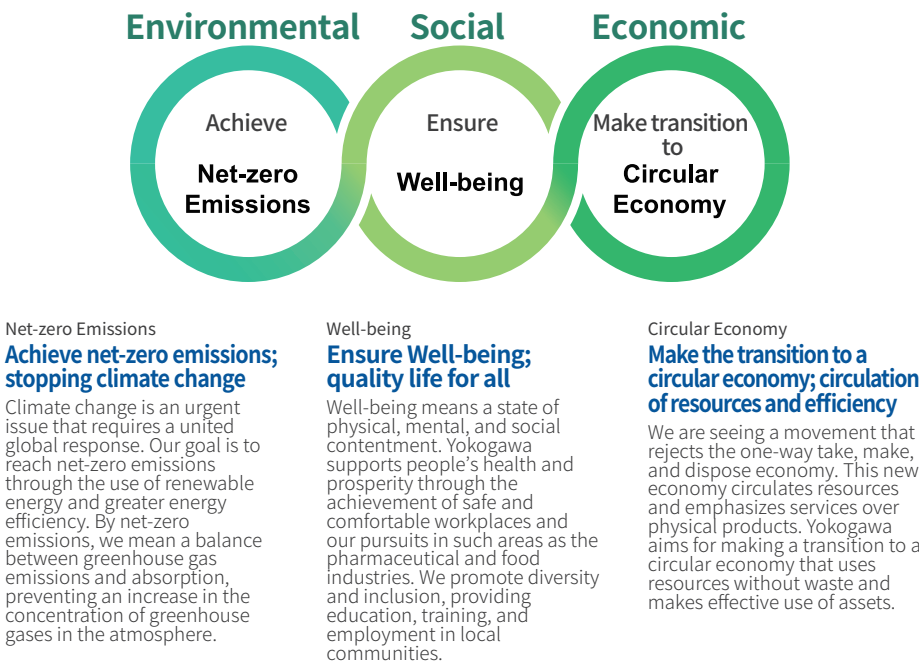 Environmental
Social
Economic
Achieve
Net-zero
Emissions
Ensure
Well-being
Make transition
to
Circular
Economy
Net-zero Emissions
Achieve net-zero emissions;
stopping climate change
Climate change is an urgent
issue that requires a united
global response. Our goal is to
reach net-zero emissions
through the use of renewable
energy and greater energy
efficiency. By net-zero
emissions, we mean a balance
between greenhouse gas
emissions and absorption,
preventing an increase in the
concentration of greenhouse
gases in the atmosphere.
Well-being
Ensure Well-being;
quality life for all
Well-being means a state of
physical, mental, and social
contentment. Yokogawa
supports people’s health and
prosperity through the
achievement of safe and
comfortable workplaces and
our pursuits in such areas as the
pharmaceutical and food
industries. We promote diversity
and inclusion, providing
education, training, and
employment in local
communities.
Circular Economy
Make the transition to a
circular economy; circulation
of resources and efficiency
We are seeing a movement that
rejects the one-way take, make,
and dispose economy. This new
economy circulates resources
and emphasizes services over
physical products. Yokogawa
aims for making a transition to a
circular economy that uses
resources without waste and
makes effective use of assets.